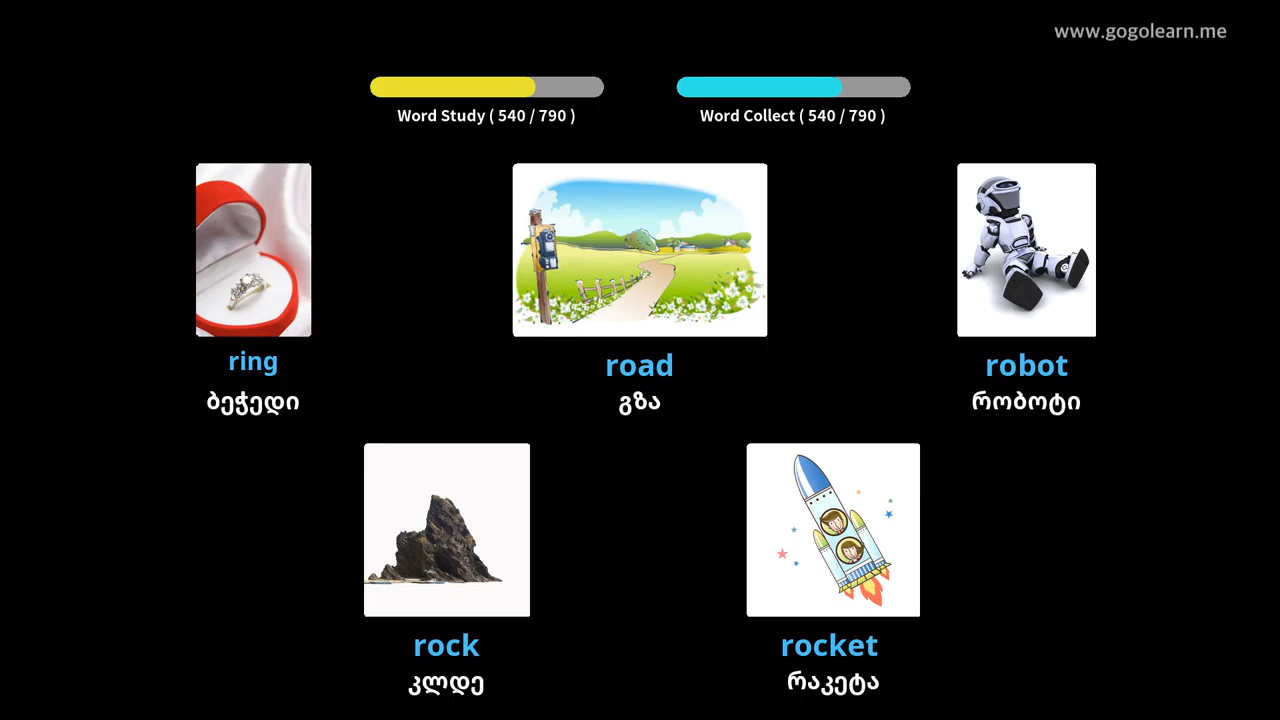 www.gogolearn.me
Word Study ( 540 / 790 )
Word Collect ( 540 / 790 )
ring
ბეჭედი
road
გზა
robot
რობოტი
rock
კლდე
rocket
რაკეტა